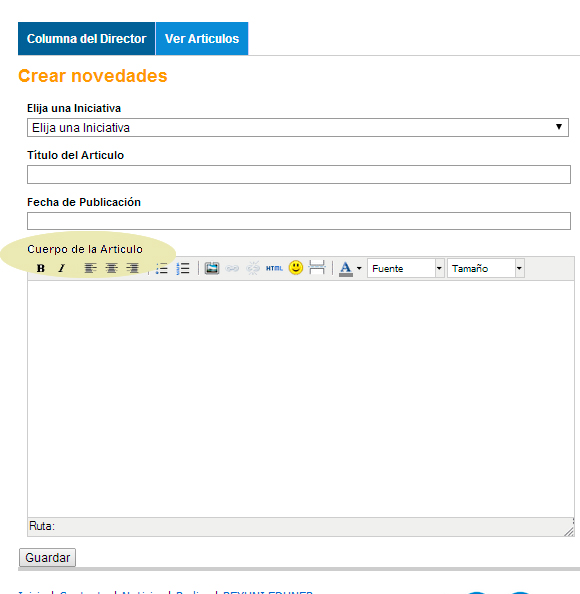 Columna del Director Ver Articulos
Crear novedades
Elija una Iniciativa
Elija una Iniciativa
Título del Articulo
Fecha de Publicación
Cuerpo de la Articulo
B I HTML A Fuente Tamaño
Ruta:
Guardar